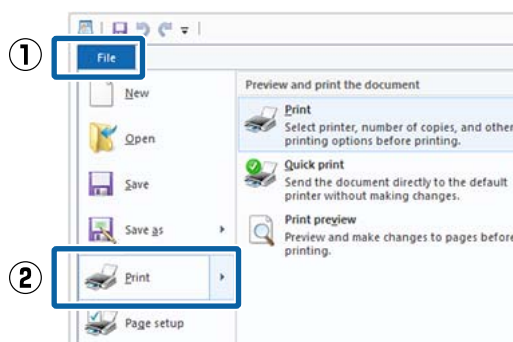 ①
File
New
Open
Save
Save as
②
Print
Page setup
Preview and print the document
Print
Select printer, number of copies, and other
printing options before printing.
Quick print
Send the document directly to the default
printer without making changes.
Print preview
Preview and make changes to pages before
printing.